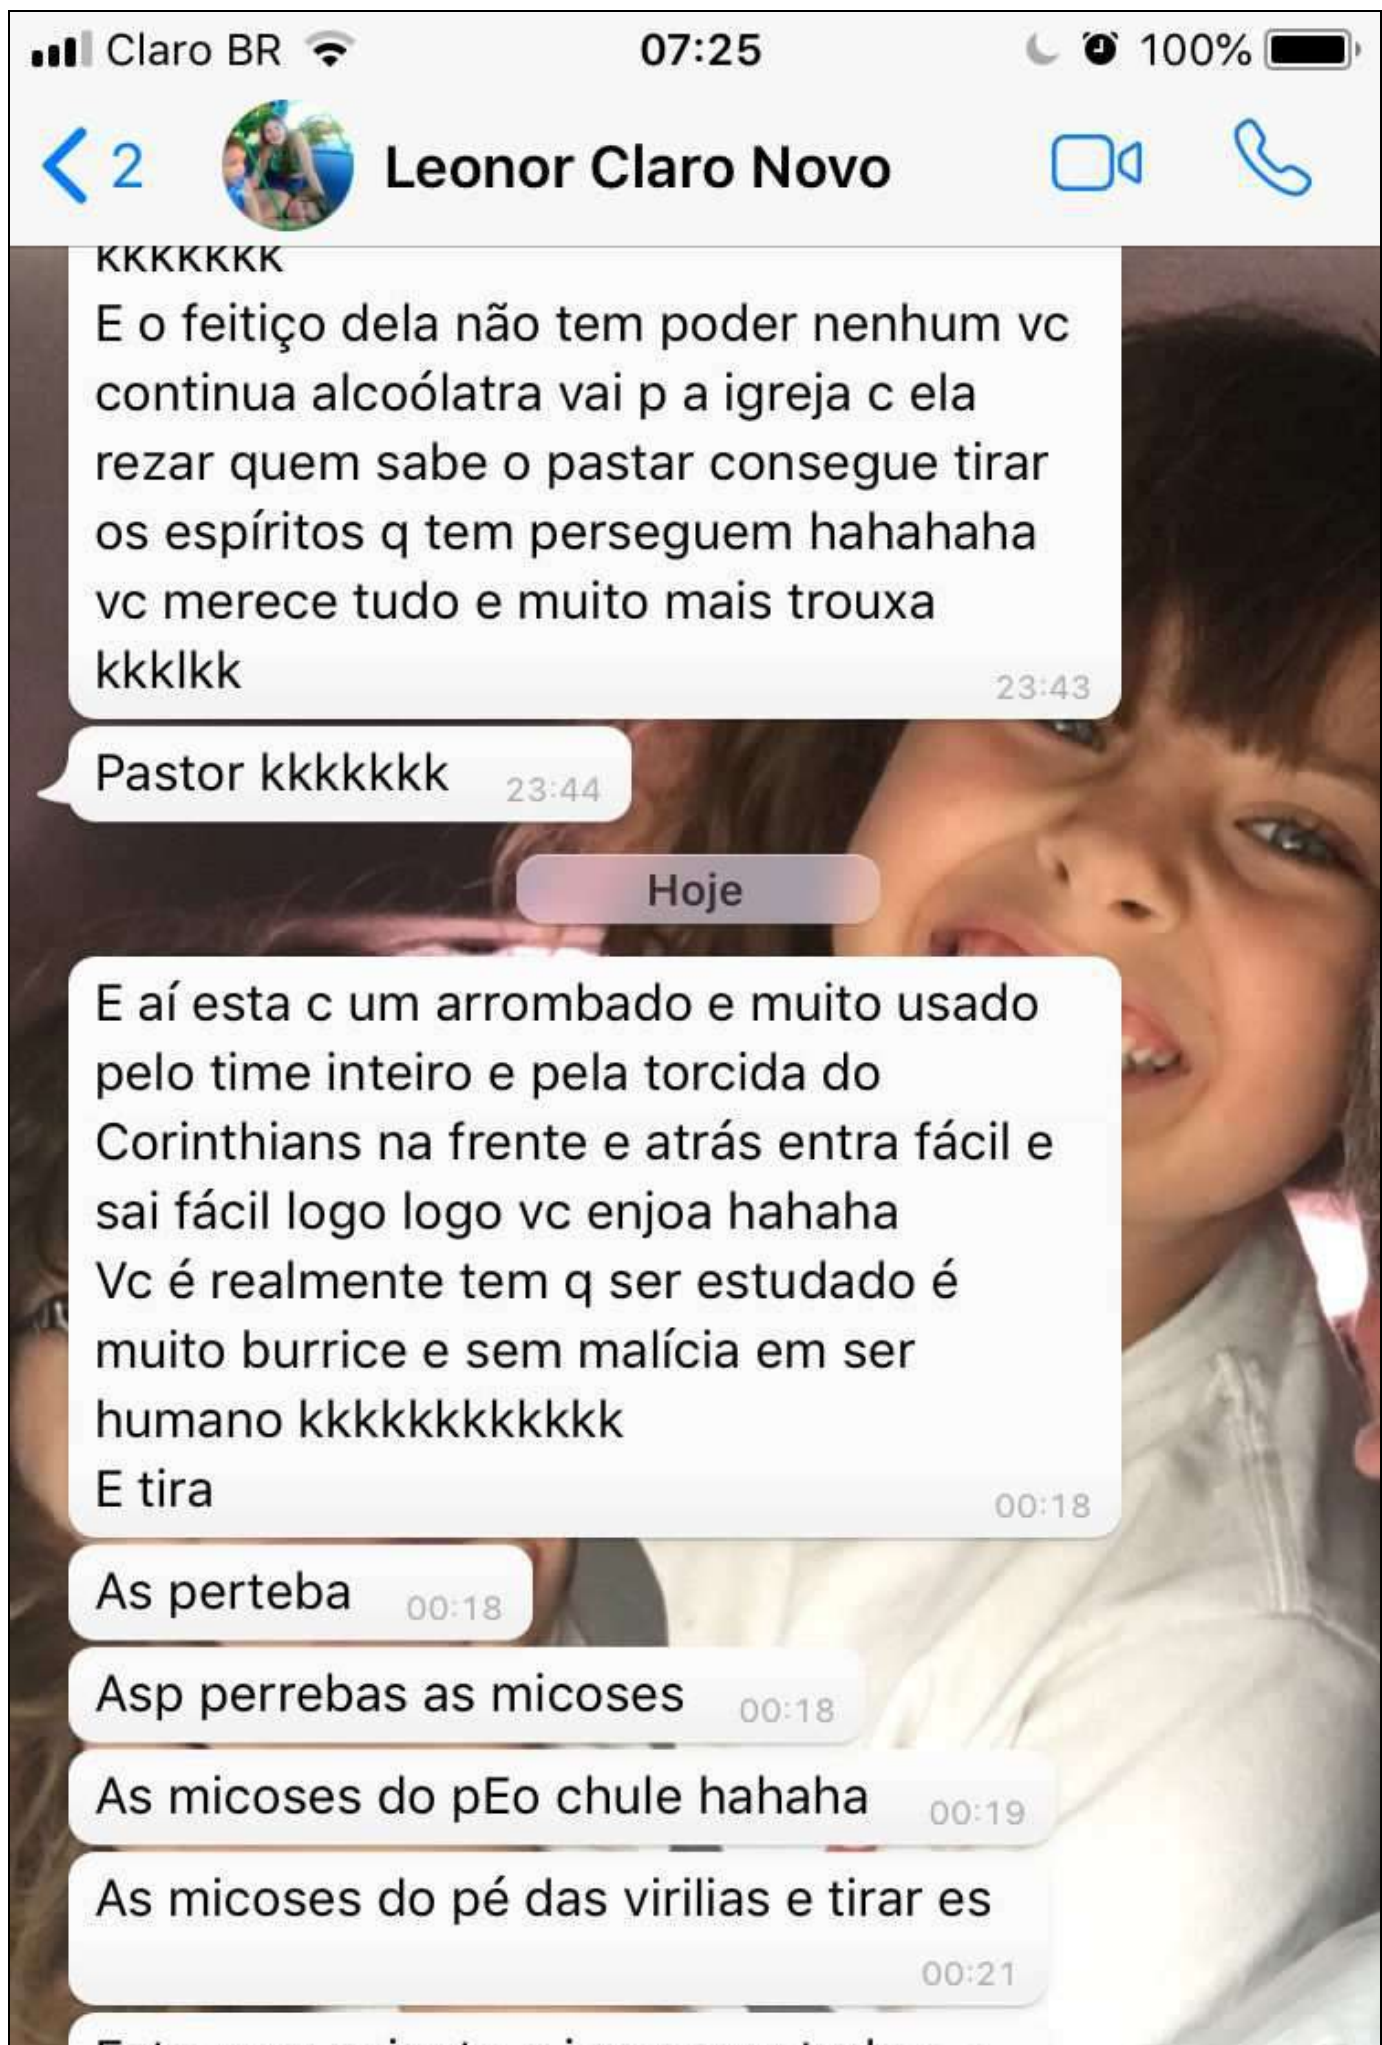 Claro BR
07:25
100%
2
Leonor Claro Novo
kkkkkkk
E o feitiço dela não tem poder nenhum vc
continua alcoólatra vai p a igreja c ela
rezar quem sabe o pastar consegue tirar
os espíritos q tem perseguem hahahaha
vc merece tudo e muito mais trouxa
kkklkk
23:43
Pastor kkkkkkk
23:44
Hoje
E aí esta c um arrombado e muito usado
pelo time inteiro e pela torcida do
Corinthians na frente e atrás entra fácil e
sai fácil logo logo vc enjoa hahaha
Vc é realmente tem q ser estudado é
muito burrice e sem malícia em ser
humano kkkkkkkkkkkk
E tira
00:18
As perteba
00:18
Asp perrebas as micoses
00:18
As micoses do pEo chule hahaha
00:19
As micoses do pé das virilias e tirar es
00:21